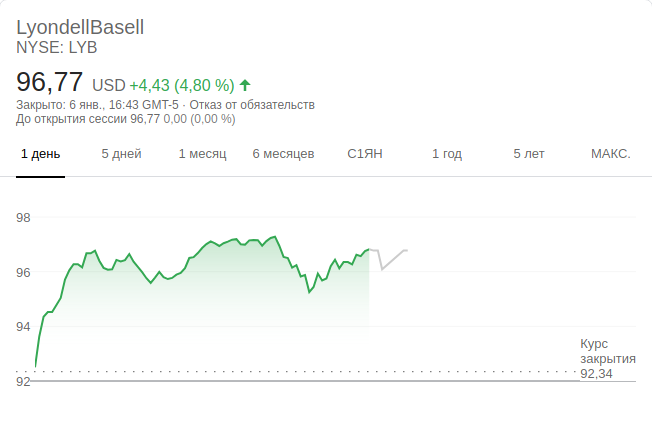 LyondellBasell
NYSE: LYB
96,77 USD +4,43 (4,80 %)
Закрыто: 6 янв., 16:43 GMT-5 · Отказ от обязательств
До открытия сессии 96,77 0,00 (0,00 %)
1 день 5 дней 1 месяц 6 месяцев С1ЯН 1 год 5 лет МАКС.
98
96
94
Курс
закрытия
92,34
92